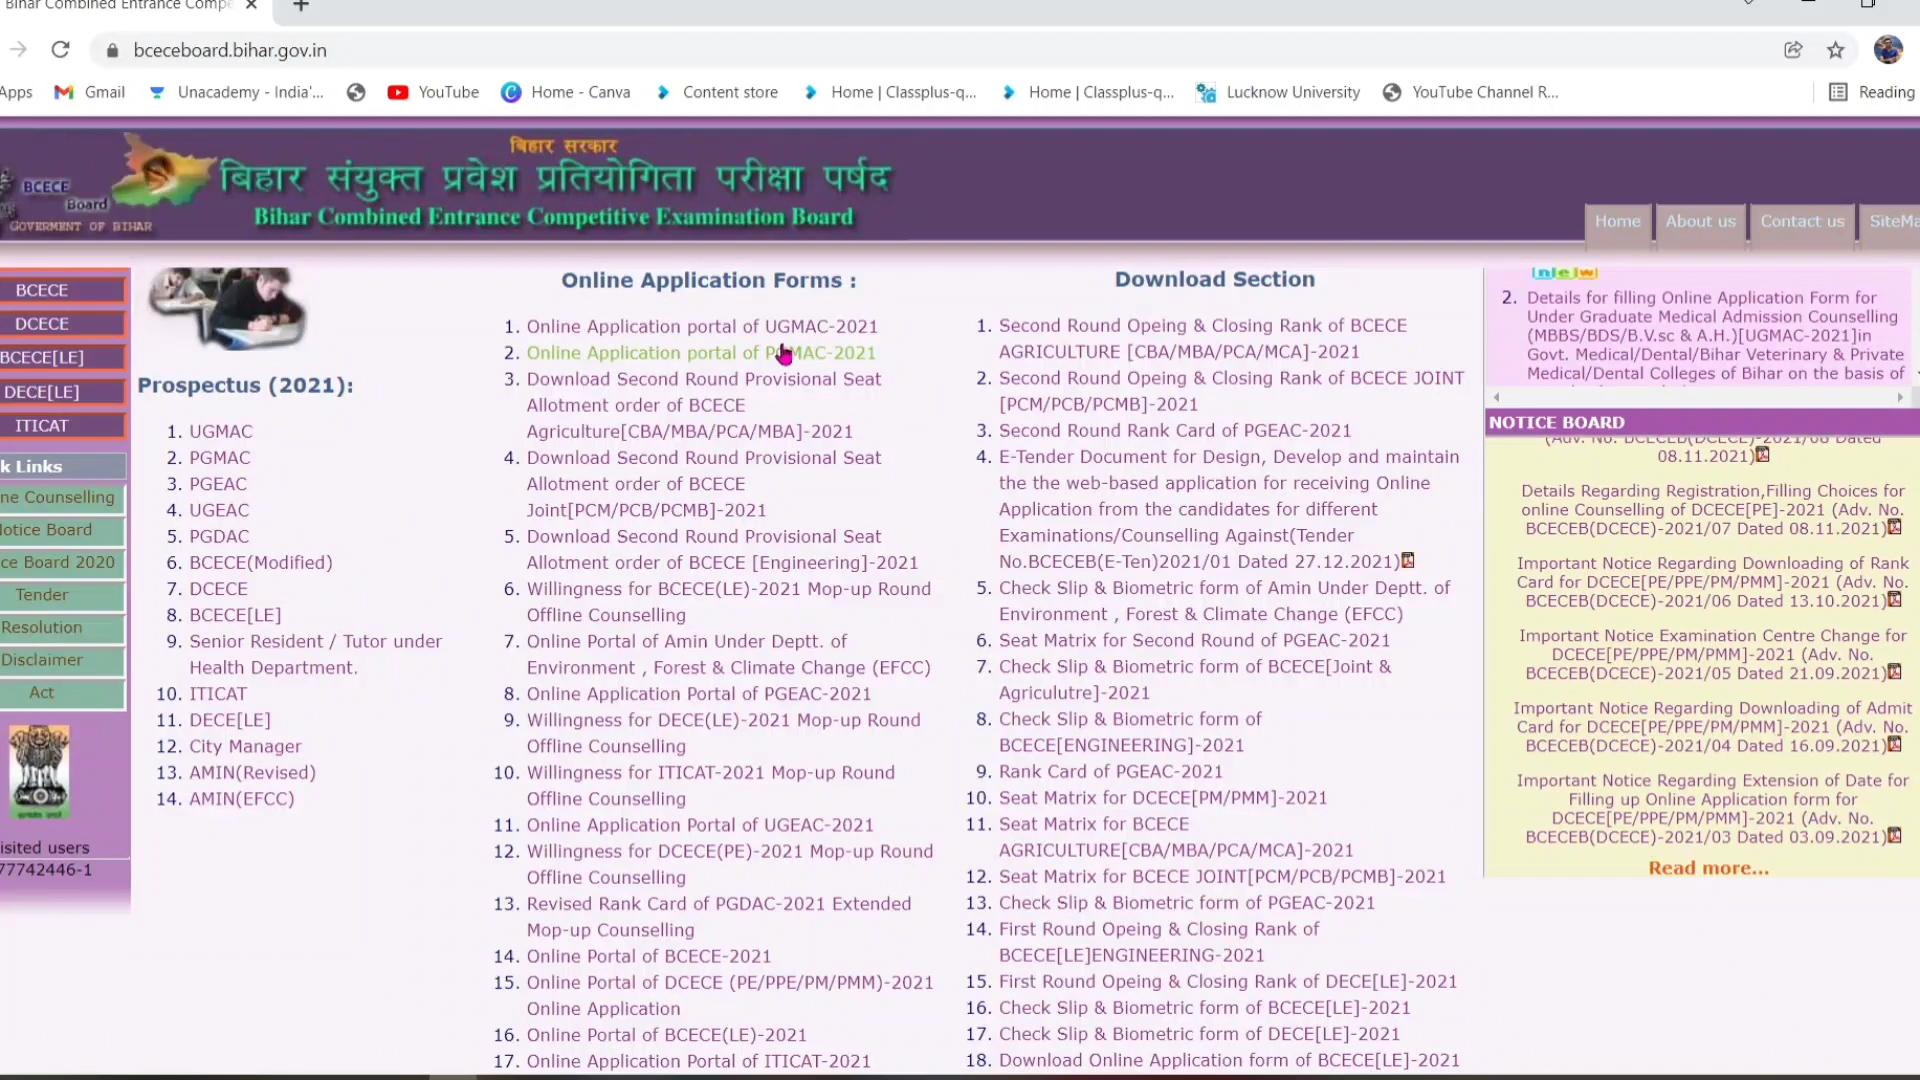 Bihar Combined Entrance Compe
bceceboard.bihar.gov.in
Apps
Gmail
Unacademy - India'...
YouTube
Home - Canva
Content store
Home | Classplus-q...
Home | Classplus-q...
Lucknow University
YouTube Channel R...
Reading
बिहार सरकार
बिहार संयुक्त प्रवेश प्रतियोगिता परीक्षा पर्षद
Bihar Combined Entrance Competitive Examination Board
BCECE
Board
GOVERMENT OF BIHAR
Home
About us
Contact us
SiteMa
BCECE
DCECE
BCECE[LE]
DECE[LE]
ITICAT
k Links
ne Counselling
Notice Board
ce Board 2020
Tender
Resolution
Disclaimer
Act
isited users
77742446-1
Prospectus (2021):
1. UGMAC
2. PGMAC
3. PGEAC
4. UGEAC
5. PGDAC
6. BCECE(Modified)
7. DCECE
8. BCECE[LE]
9. Senior Resident / Tutor under
Health Department.
10. ITICAT
11. DECE[LE]
12. City Manager
13. AMIN(Revised)
14. AMIN(EFCC)
Online Application Forms :
1. Online Application portal of UGMAC-2021
2. Online Application portal of PGMAC-2021
3. Download Second Round Provisional Seat
Allotment order of BCECE
Agriculture[CBA/MBA/PCA/MBA]-2021
4. Download Second Round Provisional Seat
Allotment order of BCECE
Joint[PCM/PCB/PCMB]-2021
5. Download Second Round Provisional Seat
Allotment order of BCECE [Engineering]-2021
6. Willingness for BCECE(LE)-2021 Mop-up Round
Offline Counselling
7. Online Portal of Amin Under Deptt. of
Environment , Forest & Climate Change (EFCC)
8. Online Application Portal of PGEAC-2021
9. Willingness for DECE(LE)-2021 Mop-up Round
Offline Counselling
10. Willingness for ITICAT-2021 Mop-up Round
Offline Counselling
11. Online Application Portal of UGEAC-2021
12. Willingness for DCECE(PE)-2021 Mop-up Round
Offline Counselling
13. Revised Rank Card of PGDAC-2021 Extended
Mop-up Counselling
14. Online Portal of BCECE-2021
15. Online Portal of DCECE (PE/PPE/PM/PMM)-2021
Online Application
16. Online Portal of BCECE(LE)-2021
17. Online Application Portal of ITICAT-2021
Download Section
1. Second Round Opeing & Closing Rank of BCECE
AGRICULTURE [CBA/MBA/PCA/MCA]-2021
2. Second Round Opeing & Closing Rank of BCECE JOINT
[PCM/PCB/PCMB]-2021
3. Second Round Rank Card of PGEAC-2021
4. E-Tender Document for Design, Develop and maintain
the the web-based application for receiving Online
Application from the candidates for different
Examinations/Counselling Against(Tender
No.BCECEB(E-Ten)2021/01 Dated 27.12.2021)
5. Check Slip & Biometric form of Amin Under Deptt. of
Environment , Forest & Climate Change (EFCC)
6. Seat Matrix for Second Round of PGEAC-2021
7. Check Slip & Biometric form of BCECE[Joint &
Agriculutre]-2021
8. Check Slip & Biometric form of
BCECE[ENGINEERING]-2021
9. Rank Card of PGEAC-2021
10. Seat Matrix for DCECE[PM/PMM]-2021
11. Seat Matrix for BCECE
AGRICULTURE[CBA/MBA/PCA/MCA]-2021
12. Seat Matrix for BCECE JOINT[PCM/PCB/PCMB]-2021
13. Check Slip & Biometric form of PGEAC-2021
14. First Round Opeing & Closing Rank of
BCECE[LE]ENGINEERING-2021
15. First Round Opeing & Closing Rank of DECE[LE]-2021
16. Check Slip & Biometric form of BCECE[LE]-2021
17. Check Slip & Biometric form of DECE[LE]-2021
18. Download Online Application form of BCECE[LE]-2021
new
2. Details for filling Online Application Form for
Under Graduate Medical Admission Counselling
(MBBS/BDS/B.V.sc & A.H.)[UGMAC-2021]in
Govt. Medical/Dental/Bihar Veterinary & Private
Medical/Dental Colleges of Bihar on the basis of
NOTICE BOARD
(Adv. No. BCECEB(DCECE)-2021/08 Dated
08.11.2021)
Details Regarding Registration,Filling Choices for
online Counselling of DCECE[PE]-2021 (Adv. No.
BCECEB(DCECE)-2021/07 Dated 08.11.2021)
Important Notice Regarding Downloading of Rank
Card for DCECE[PE/PPE/PM/PMM]-2021 (Adv. No.
BCECEB(DCECE)-2021/06 Dated 13.10.2021)
Important Notice Examination Centre Change for
DCECE[PE/PPE/PM/PMM]-2021 (Adv. No.
BCECEB(DCECE)-2021/05 Dated 21.09.2021)
Important Notice Regarding Downloading of Admit
Card for DCECE[PE/PPE/PM/PMM]-2021 (Adv. No.
BCECEB(DCECE)-2021/04 Dated 16.09.2021)
Important Notice Regarding Extension of Date for
Filling up Online Application form for
DCECE[PE/PPE/PM/PMM]-2021 (Adv. No.
BCECEB(DCECE)-2021/03 Dated 03.09.2021)
Read more...